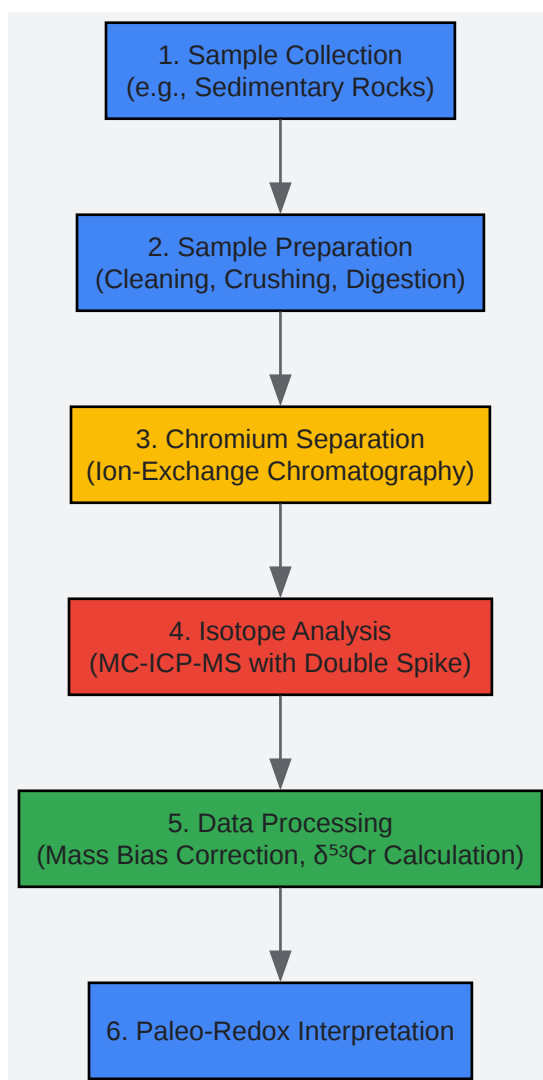 1. Sample Collection
(e.g., Sedimentary Rocks)
2. Sample Preparation
(Cleaning, Crushing, Digestion)
3. Chromium Separation
(Ion-Exchange Chromatography)
4. Isotope Analysis
(MC-ICP-MS with Double Spike)
5. Data Processing
(Mass Bias Correction, δ⁵³Cr Calculation)
6. Paleo-Redox Interpretation